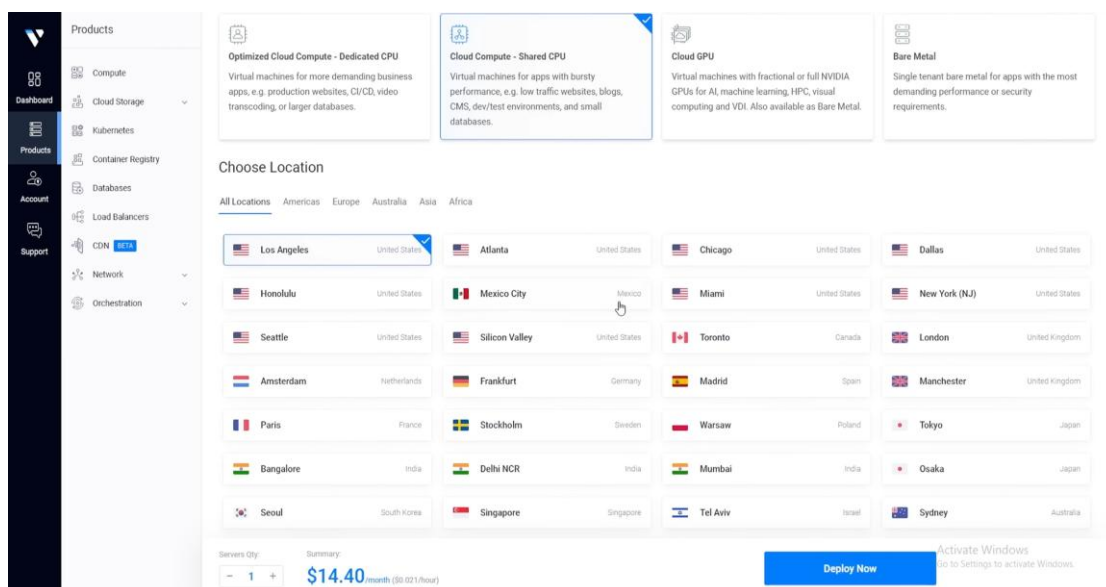 Products
Dashboard
Products
Account
Support
Compute
Cloud Storage
Kubernetes
Container Registry
Databases
Load Balancers
CDN BETA
Network
Orchestration
Optimized Cloud Compute - Dedicated CPU
Virtual machines for more demanding business
apps, e.g. production websites, CI/CD, video
transcoding, or larger databases.
Cloud Compute - Shared CPU
Virtual machines for apps with bursty
performance, e.g. low traffic websites, blogs,
CMS, dev/test environments, and small
databases.
Cloud GPU
Virtual machines with fractional or full NVIDIA
GPUs for AI, machine learning, HPC, visual
computing and VDI. Also available as Bare Metal.
Bare Metal
Single tenant bare metal for apps with the most
demanding performance or security
requirements.
Choose Location
All Locations Americas Europe Australia Asia Africa
Los Angeles United States Atlanta United States Chicago United States Dallas United States
Honolulu United States Mexico City Mexico Miami United States New York (NJ) United States
Seattle United States Silicon Valley United States Toronto Canada London United Kingdom
Amsterdam Netherlands Frankfurt Germany Madrid Spain Manchester United Kingdom
Paris France Stockholm Sweden Warsaw Poland Tokyo Japan
Bangalore India Delhi NCR India Mumbai India Osaka Japan
Seoul South Korea Singapore Singapore Tel Aviv Israel Sydney Australia
Servers Qty:
- 1 +
Summary:
$14.40/month ($0.021/hour)
Deploy Now
Activate Windows
Go to Settings to activate Windows.